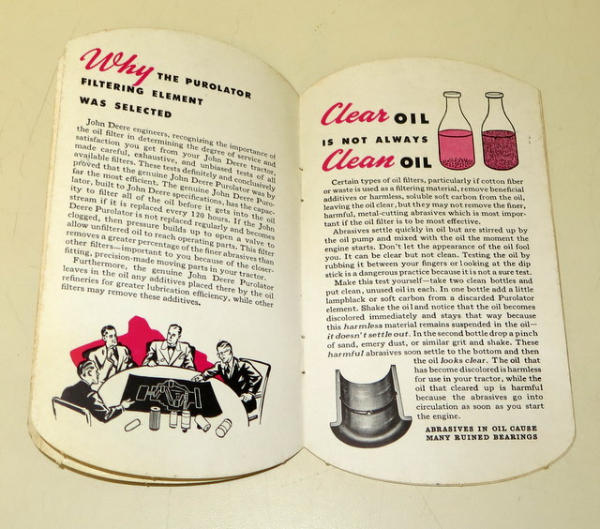 Why THE PUROLATOR
FILTERING ELEMENT
WAS SELECTED
John Deere engineers, recognizing the importance of
the oil filter in determining the degree of service and
satisfaction you get from your John Deere tractor,
made careful, exhaustive, and unbiased tests of all
available filters. These tests definitely and conclusively
proved that the genuine John Deere Purolator was by
far the most efficient. The genuine John Deere Puro-
lator, built to John Deere specifications, has the capac-
ity to filter all of the oil before it gets into the oil
stream if it is replaced every 120 hours. If the John
Deere Purolator is not replaced regularly and becomes
clogged, then pressure builds up to open a valve to
allow unfiltered oil to reach operating parts. This filter
removes a greater percentage of the finer abrasives than
other filters—important to you because of the closer-
fitting, precision-made moving parts in your tractor.
Furthermore, the genuine John Deere Purolator
leaves in the oil any additives placed there by the oil
refineries for greater lubrication efficiency, while other
filters may remove these additives.
Clear OIL
IS NOT ALWAYS
Clean OIL
Certain types of oil filters, particularly if cotton fiber
or waste is used as a filtering material, remove beneficial
additives or harmless, soluble soft carbon from the oil,
leaving the oil clear, but they may not remove the finer,
harmful, metal-cutting abrasives which is most impor-
tant if the oil filter is to be most effective.
Abrasives settle quickly in oil but are stirred up by
the oil pump and mixed with the oil the moment the
engine starts. Don't let the appearance of the oil fool
you. It can be clear but not clean. Testing the oil by
rubbing it between your fingers or looking at the dip
stick is a dangerous practice because it is not a sure test.
Make this test yourself—take two clean bottles and
put clean, unused oil in each. In one bottle add a little
lampblack or soft carbon from a discarded Purolator
element. Shake the oil and notice that the oil becomes
discolored immediately and stays that way because
this harmless material remains suspended in the oil—
it doesn't settle out. In the second bottle drop a pinch
of sand, emery dust, or similar grit and shake. These
harmful abrasives soon settle to the bottom and then
the oil looks clear. The oil that
has become discolored is harmless
for use in your tractor, while the
oil that cleared up is harmful
because the abrasives go into
circulation as soon as you start
the engine.
ABRASIVES IN OIL CAUSE
MANY RUINED BEARINGS